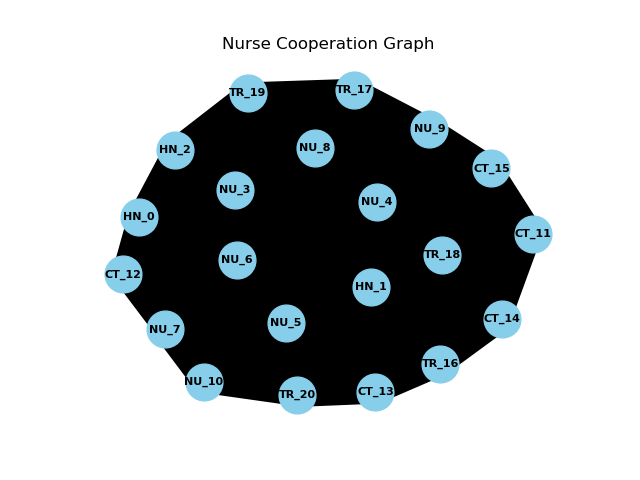 Nurse Cooperation Graph
TR_19
TR_17
NU_9
HN_2
NU_8
CT_15
NU_3
NU_4
HN_0
CT_11
TR_18
NU_6
CT_12
HN_1
CT_14
NU_5
NU_7
TR_16
NU_10
CT_13
TR_20